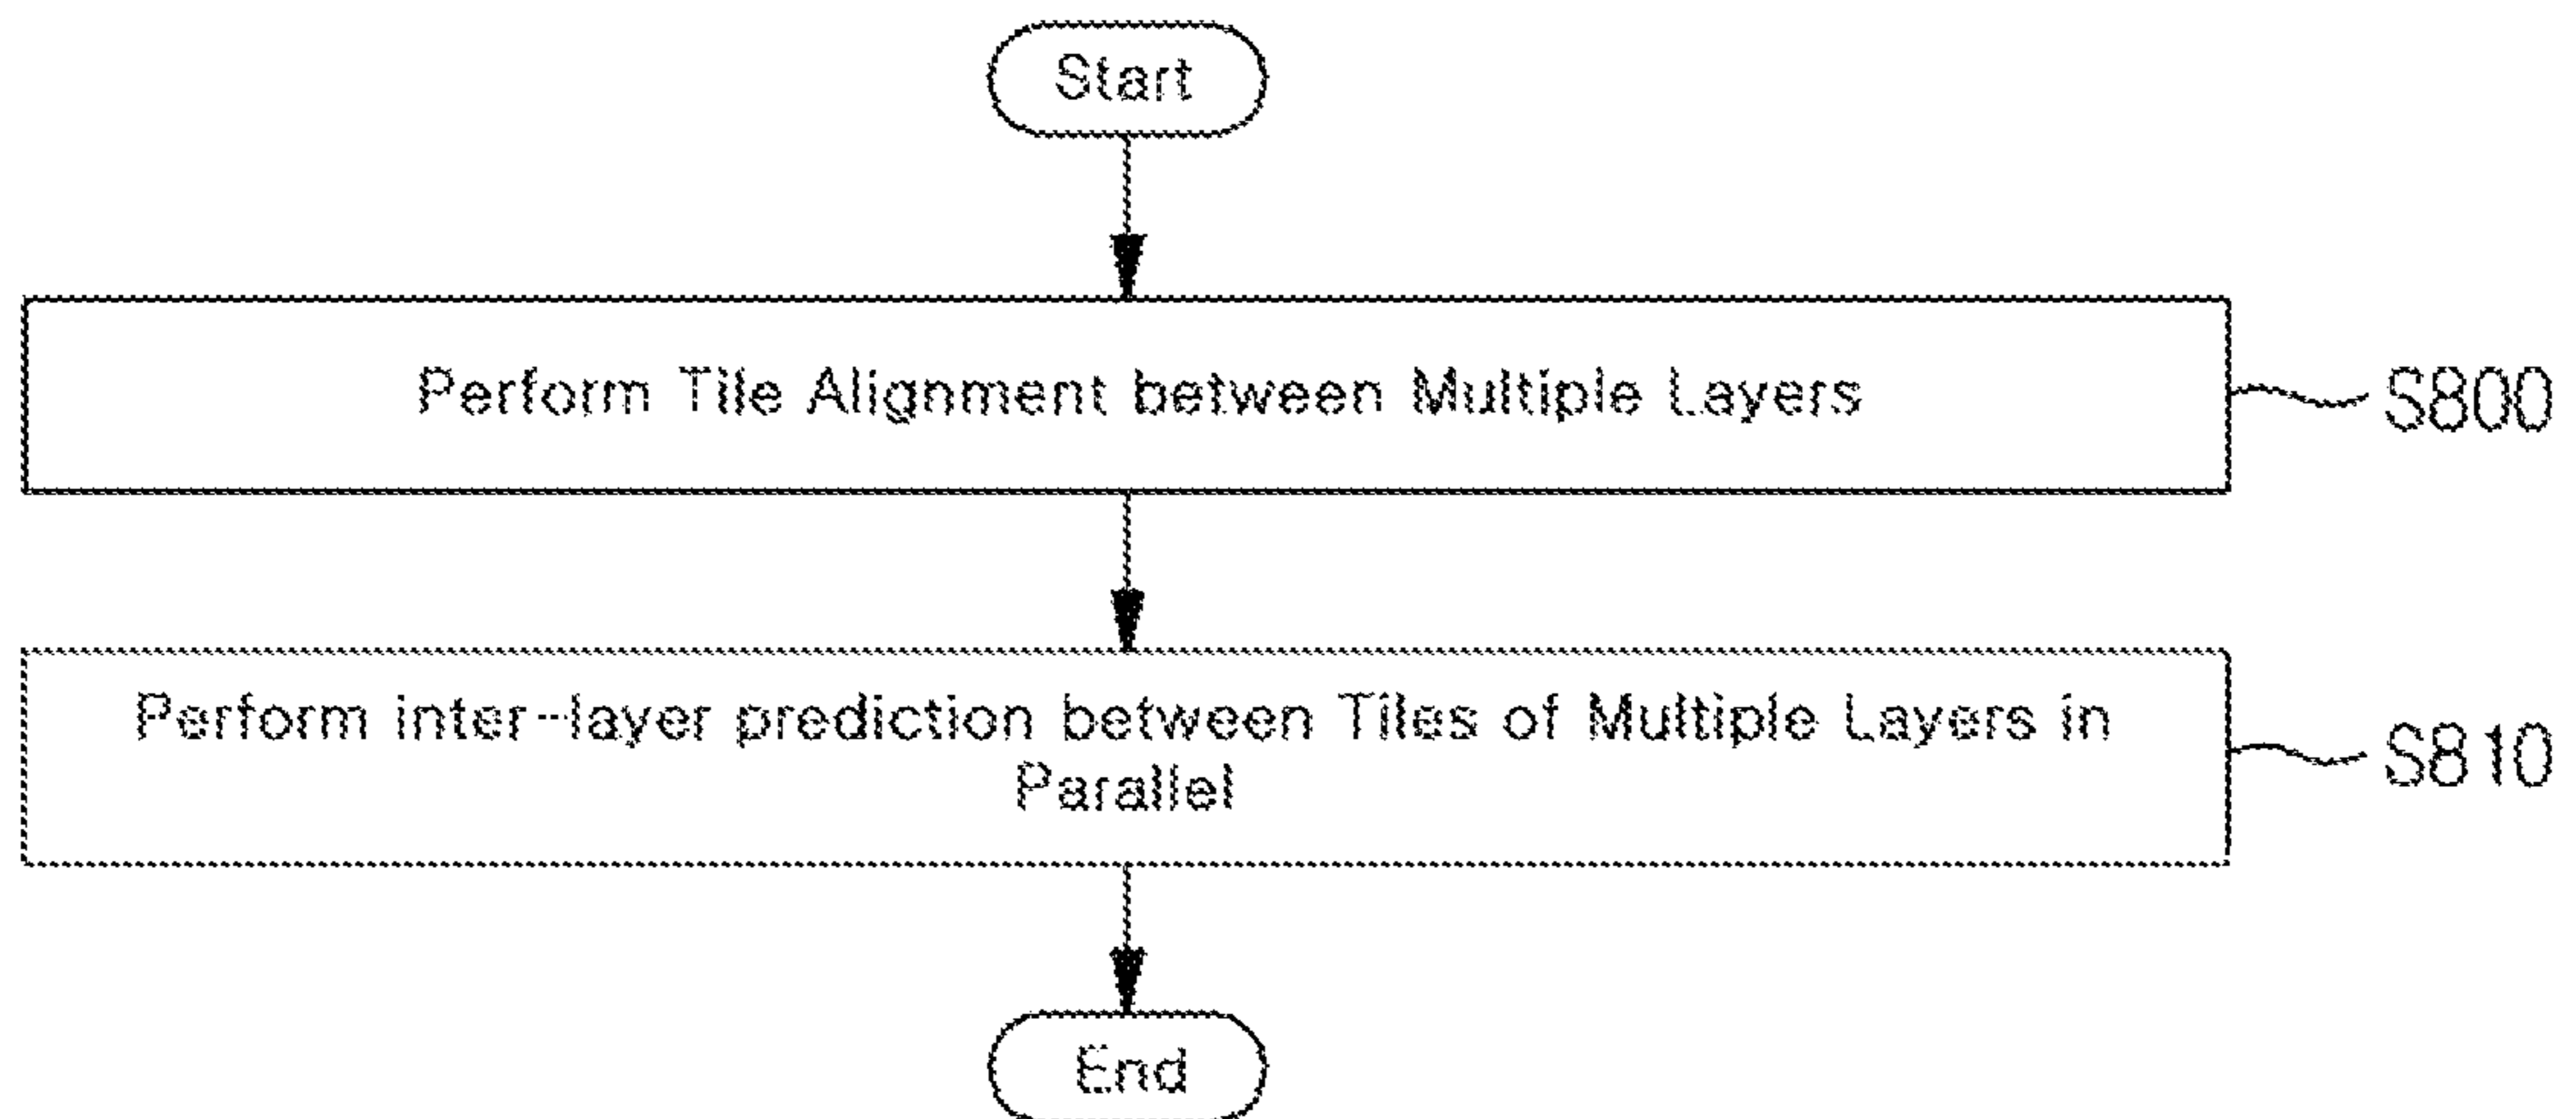 Start
Perform Tile Alignment between Multiple Layers
S800
Perform inter-layer prediction between Tiles of Multiple Layers in
Parallel
S810
End